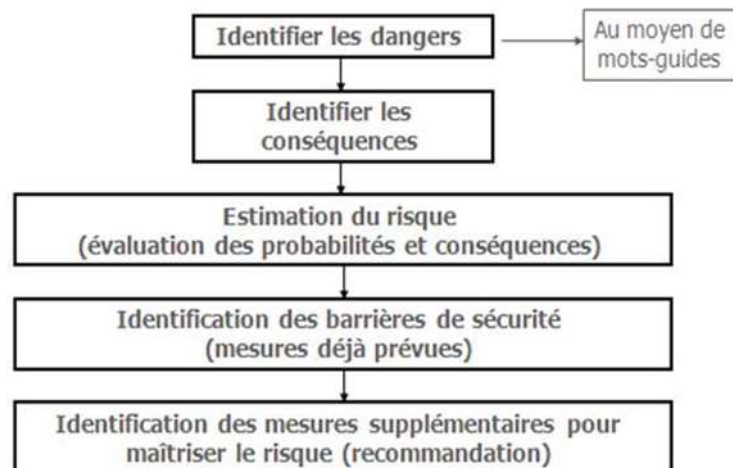 Identifier les dangers
Au moyen de
mots-guides
Identifier les
conséquences
Estimation du risque
(évaluation des probabilités et conséquences)
Identification des barrières de sécurité
(mesures déjà prévues)
Identification des mesures supplémentaires pour
maîtriser le risque (recommandation)